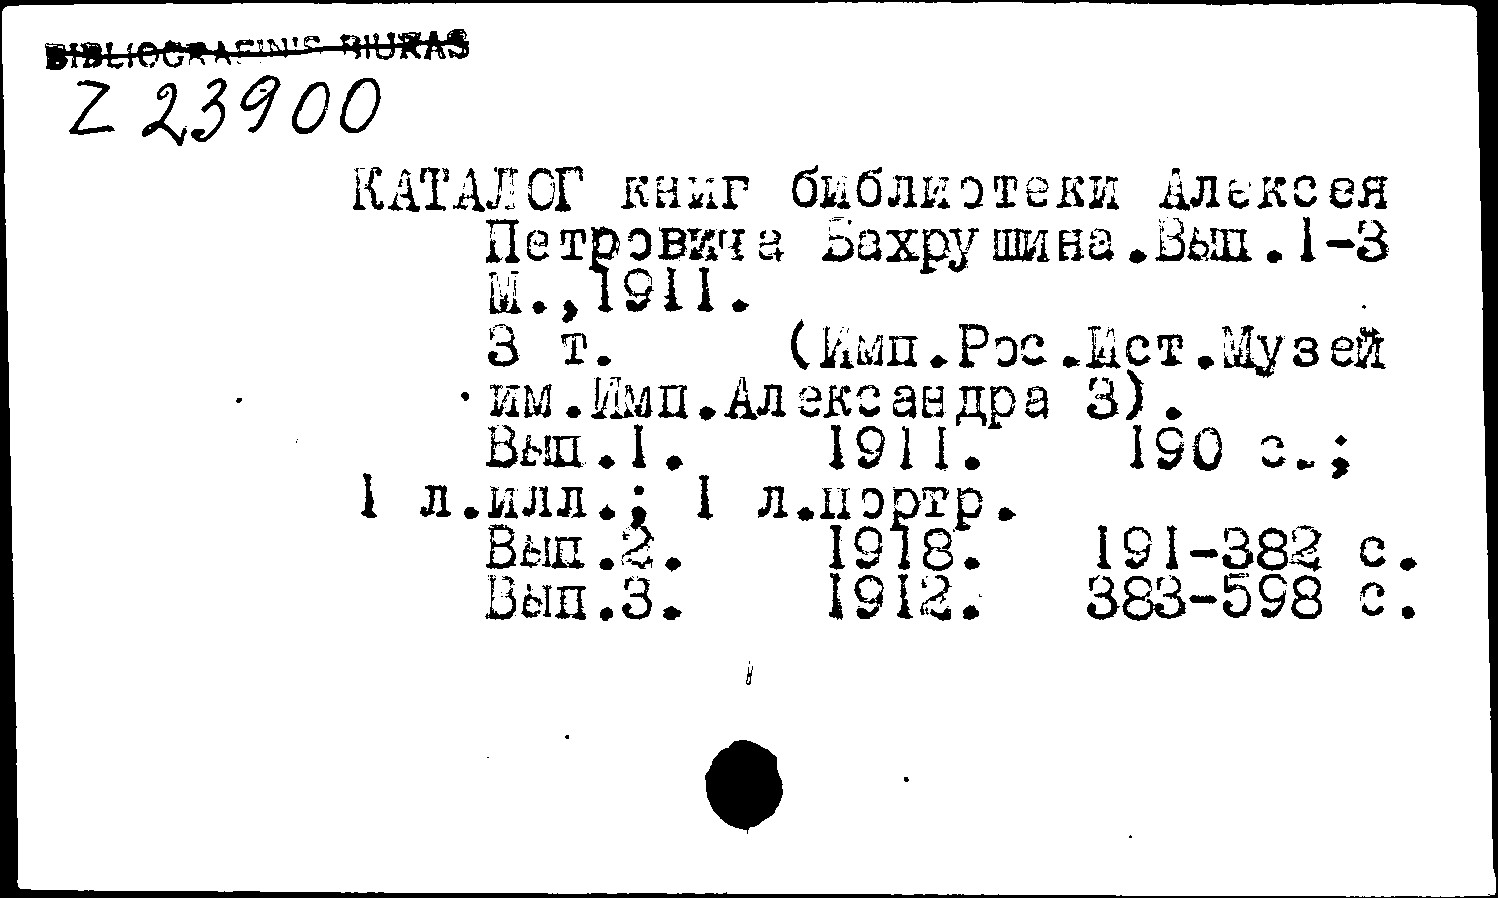 BIBLIOGRAFINIS BIURAS
Z 23900
КАТАЛОГ книг библиотеки Алексея
Петровича Бахрушина.Вып.1-3
М.,1911.
3 т. (Имп.Рос.Ист.Музей
им.Имп.Александра 3).
Вып.1. 1911. 190 с.;
1 л.илл.; 1 л.портр.
Вып.2. 1918. 191-382 с.
Вып.3. 1912. 383-598 с.